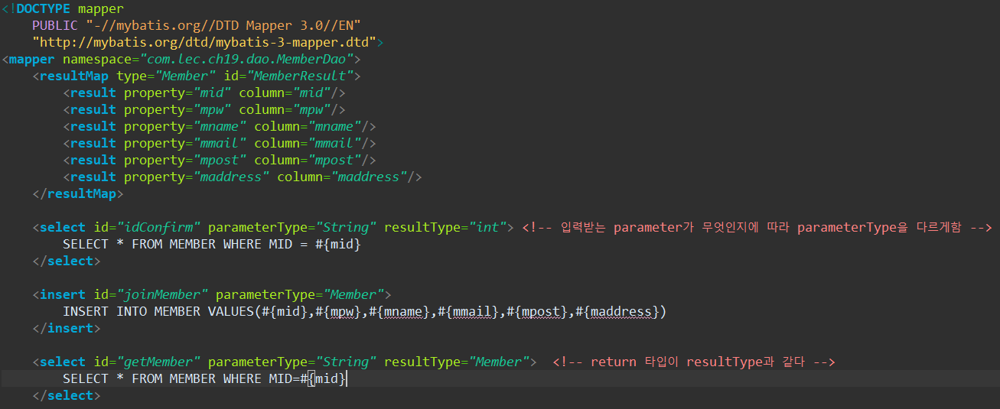 <!DOCTYPE mapper
PUBLIC "-//mybatis.org//DTD Mapper 3.0//EN"
"http://mybatis.org/dtd/mybatis-3-mapper.dtd">
<mapper namespace="com.lec.ch19.dao.MemberDao">
<resultMap type="Member" id="MemberResult">
<result property="mid" column="mid"/>
<result property="mpw" column="mpw"/>
<result property="mname" column="mname"/>
<result property="mmail" column="mmail"/>
<result property="mpost" column="mpost"/>
<result property="maddress" column="maddress"/>
</resultMap>
<select id="idConfirm" parameterType="String" resultType="int"> <!-- 입력받는 parameter가 무엇인지에 따라 parameterType을 다르게함 -->
SELECT * FROM MEMBER WHERE MID = #{mid}
</select>
<insert id="joinMember" parameterType="Member">
INSERT INTO MEMBER VALUES(#{mid},#{mpw},#{mname},#{mmail},#{mpost},#{maddress})
</insert>
<select id="getMember" parameterType="String" resultType="Member"> <!-- return 타입이 resultType과 같다 -->
SELECT * FROM MEMBER WHERE MID=#{mid}
</select>